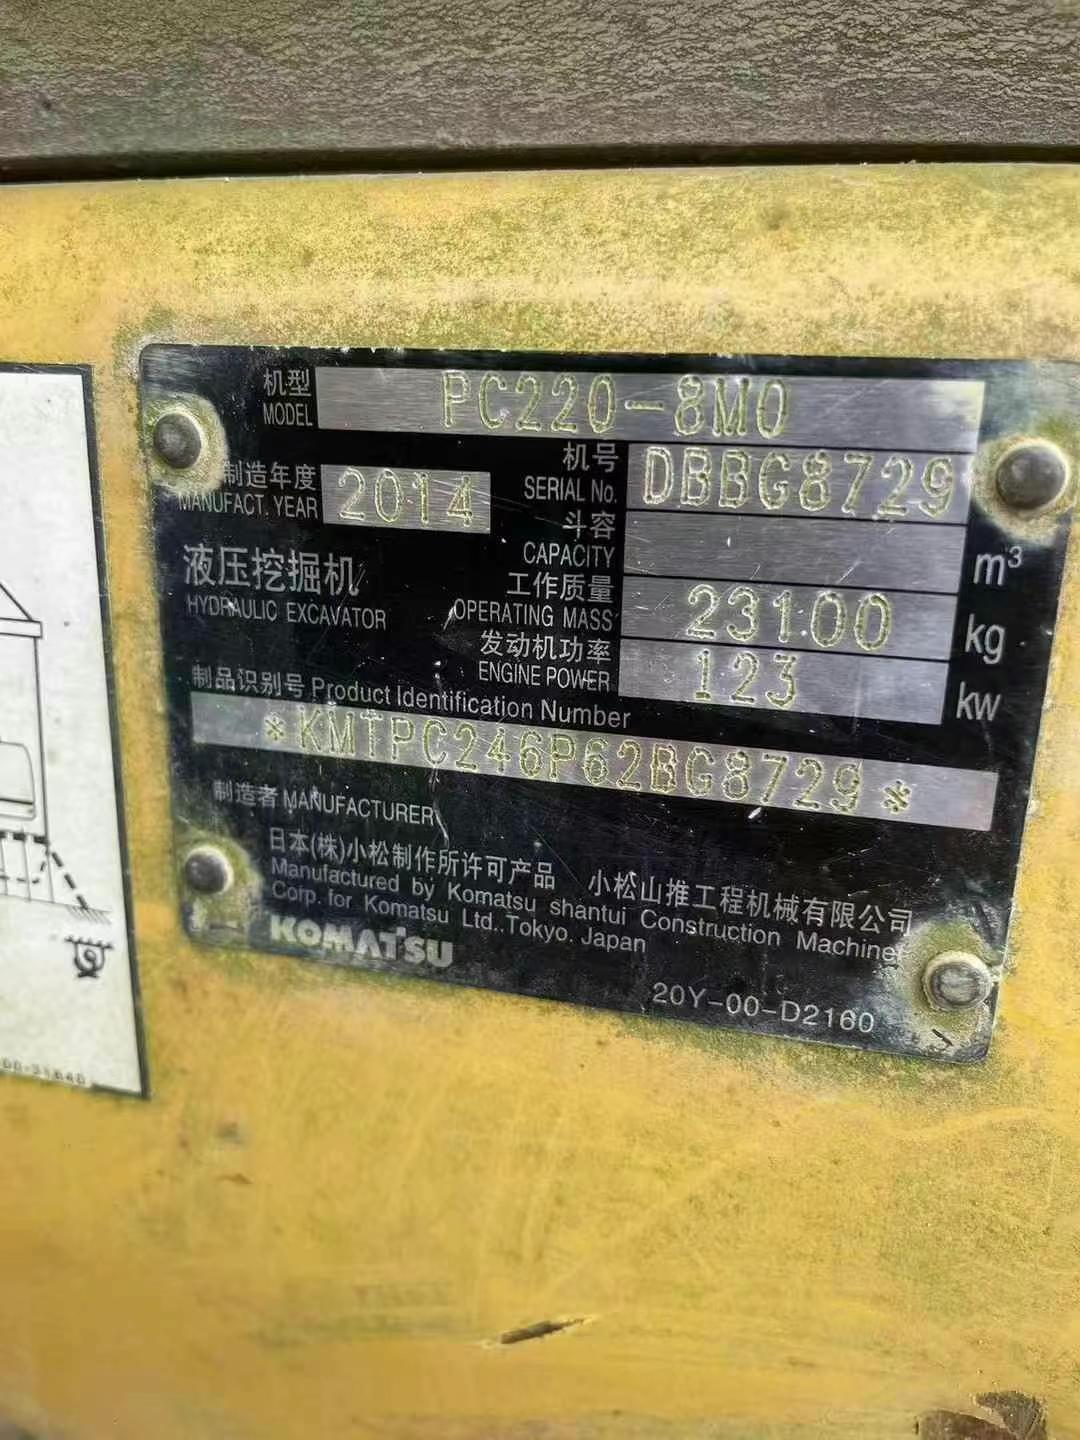 机型 PC220-8M0
MODEL
机号 DBBG8729
SERIAL No.
制造年度 2014
MANUFACT. YEAR
斗容
CAPACITY m³
液压挖掘机
HYDRAULIC EXCAVATOR
工作质量 23100 kg
OPERATING MASS
发动机功率 123 kw
ENGINE POWER
制品识别号 Product Identification Number
*KMTPC246P62BG8729*
制造者 MANUFACTURER
日本(株)小松制作所许可产品 小松山推工程机械有限公司
Manufactured by Komatsu shantui Construction Machinery
Corp. for Komatsu Ltd..Tokyo. Japan
KOMATSU
20Y-00-D2160